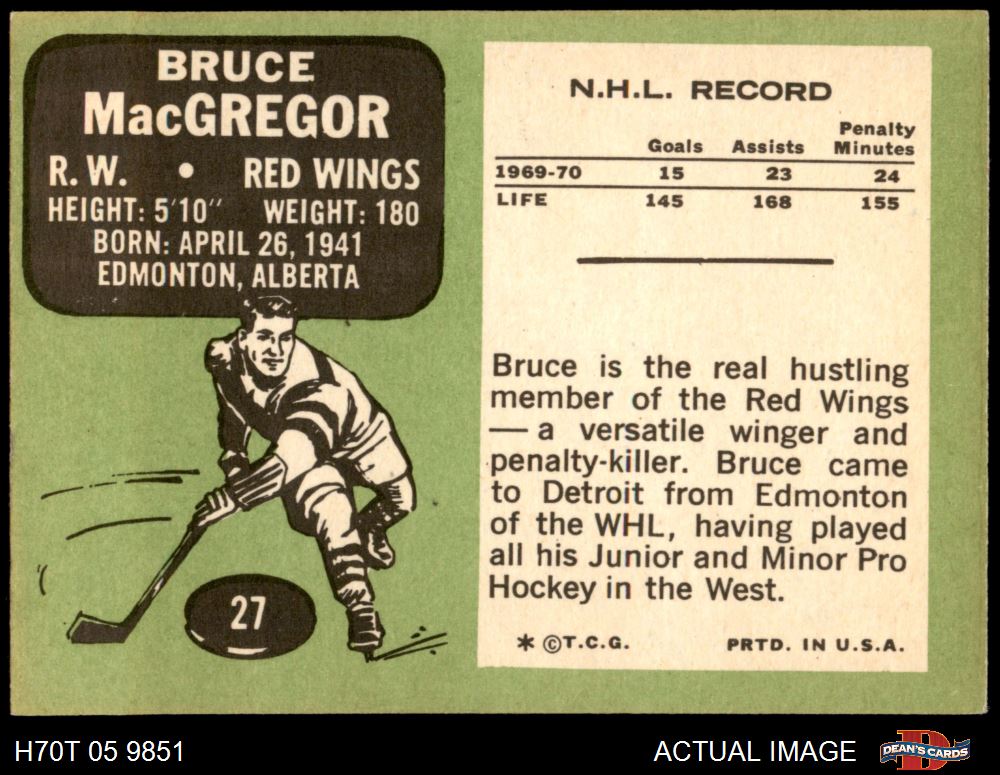 BRUCE
MacGREGOR
R. W. • RED WINGS
HEIGHT: 5'10" WEIGHT: 180
BORN: APRIL 26, 1941
EDMONTON, ALBERTA
27
N.H.L. RECORD
Goals Assists Penalty Minutes
1969-70 15 23 24
LIFE 145 168 155
Bruce is the real hustling
member of the Red Wings
— a versatile winger and
penalty-killer. Bruce came
to Detroit from Edmonton
of the WHL, having played
all his Junior and Minor Pro
Hockey in the West.
* ©T.C.G. PRTD. IN U.S.A.
H70T 05 9851 ACTUAL IMAGE DEAN'S CARDS